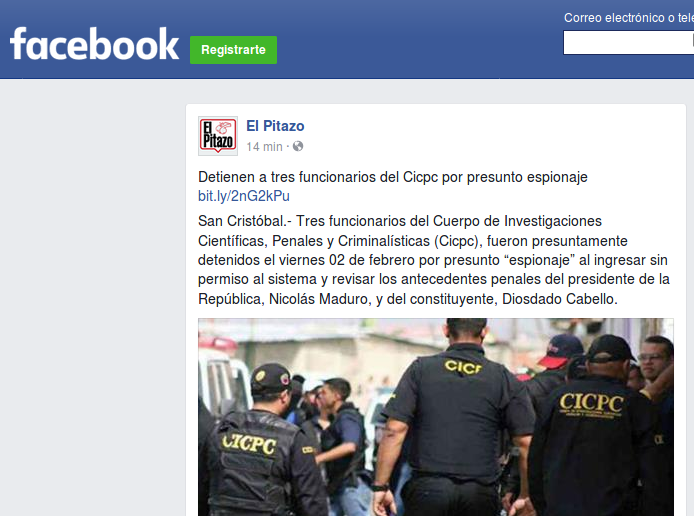 Correo electrónico o telé
facebook
Registrarte
El Pitazo
El Pitazo
14 min ·
Detienen a tres funcionarios del Cicpc por presunto espionaje
bit.ly/2nG2kPu
San Cristóbal.- Tres funcionarios del Cuerpo de Investigaciones
Científicas, Penales y Criminalísticas (Cicpc), fueron presuntamente
detenidos el viernes 02 de febrero por presunto “espionaje” al ingresar sin
permiso al sistema y revisar los antecedentes penales del presidente de la
República, Nicolás Maduro, y del constituyente, Diosdado Cabello.
CICPC
CICPC
CICPC